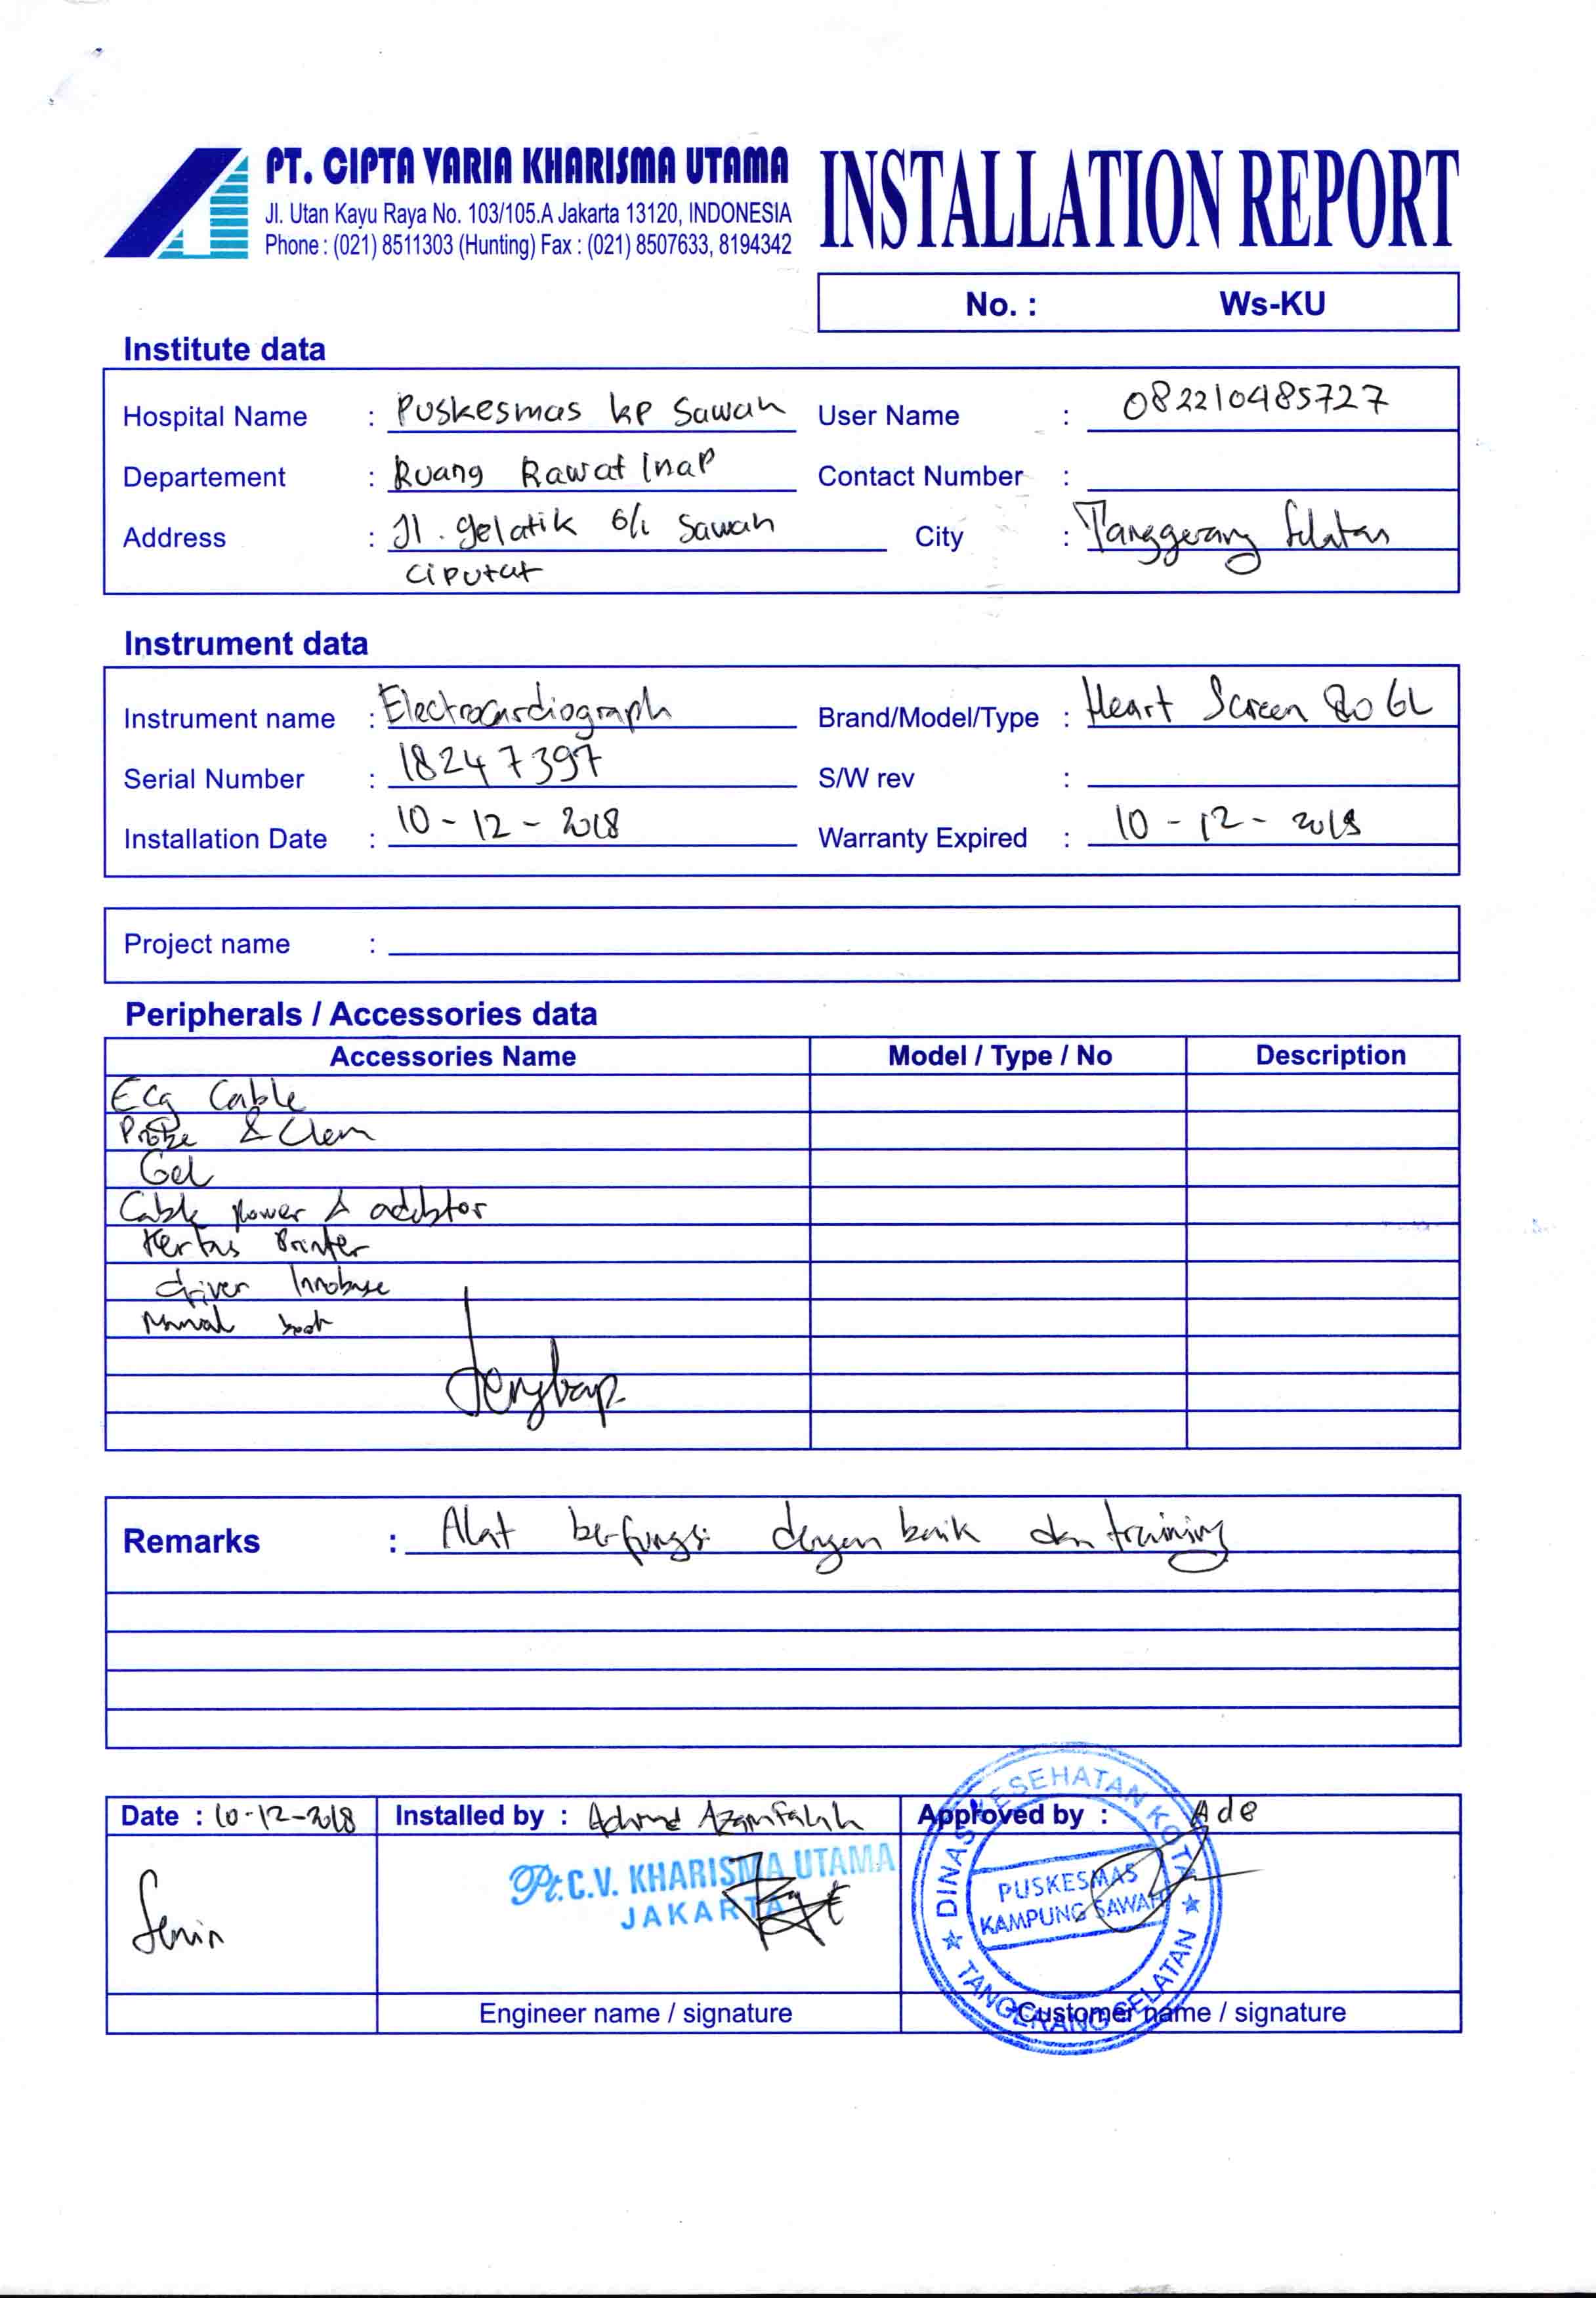 PT. CIPTA VARIA KHARISMA UTAMA
Jl. Utan Kayu Raya No. 103/105.A Jakarta 13120, INDONESIA
Phone : (021) 8511303 (Hunting) Fax : (021) 8507633, 8194342
INSTALLATION REPORT
No. : Ws-KU
Institute data
Hospital Name : Puskesmas kp Sawah User Name : 082210485727
Departement : Ruang Rawat Inap Contact Number :
Address : Jl. gelatik Sawah City : Tanggerang Selatan
Ciputat
Instrument data
Instrument name : Electrocardiograph Brand/Model/Type : Heart Screen 80 GL
Serial Number : 18247397 S/W rev :
Installation Date : 10-12-2018 Warranty Expired : 10-12-
Project name :
Peripherals / Accessories data
Accessories Name Model / Type / No Description
ECG Cable
&
Gel
Cable power &
Kertas Printer
driver Innobase
Manual book
Lengkap
Remarks : Alat berfungsi dengan baik dan training
Date : 10-12-2018 Installed by : Approved by : Ade
Senin
Pt. C.V. KHARISMA UTAMA
JAKARTA
DINAS KESEHATAN KOTA
PUSKESMAS
KAMPUNG SAWAH
TANGERANG SELATAN
Engineer name / signature Customer name / signature